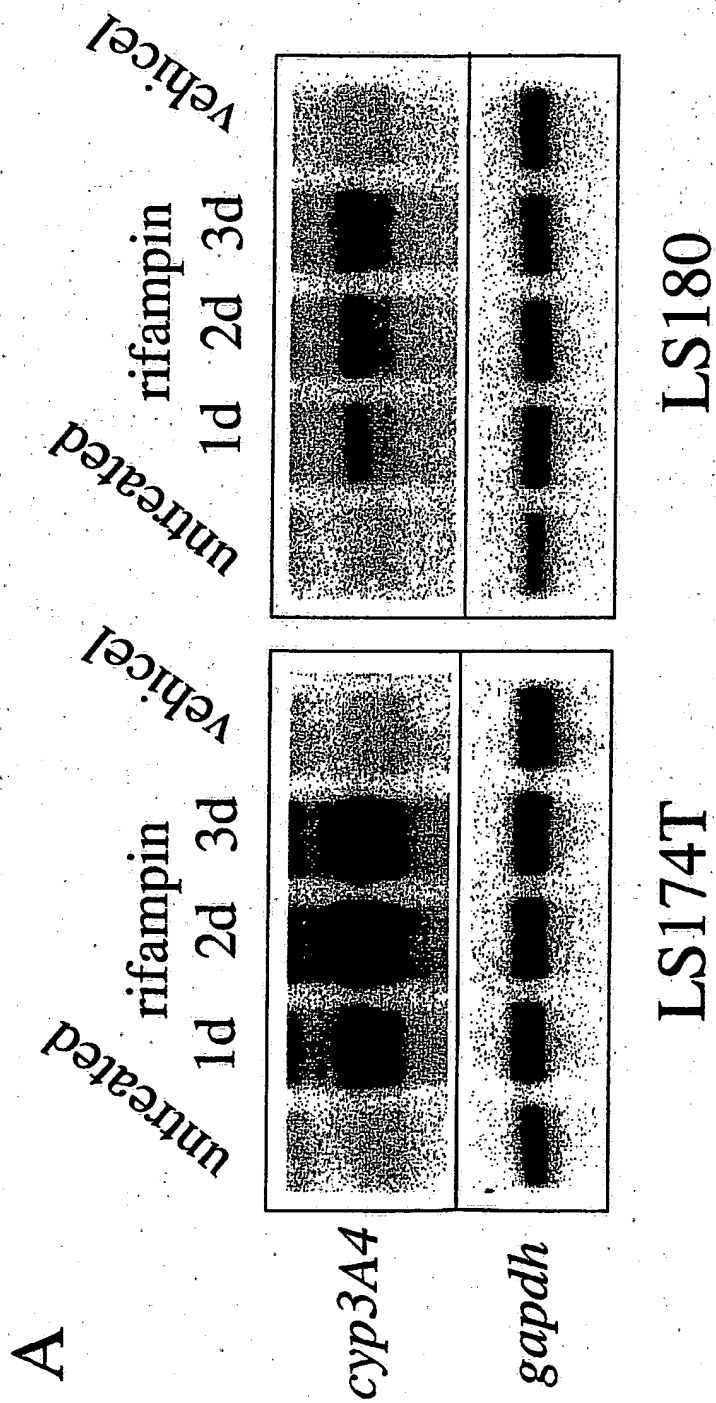 A
untreated rifampin vehicel untreated rifampin vehicel
1d 2d 3d 1d 2d 3d
cyp3A4
gapdh
LS174T LS180